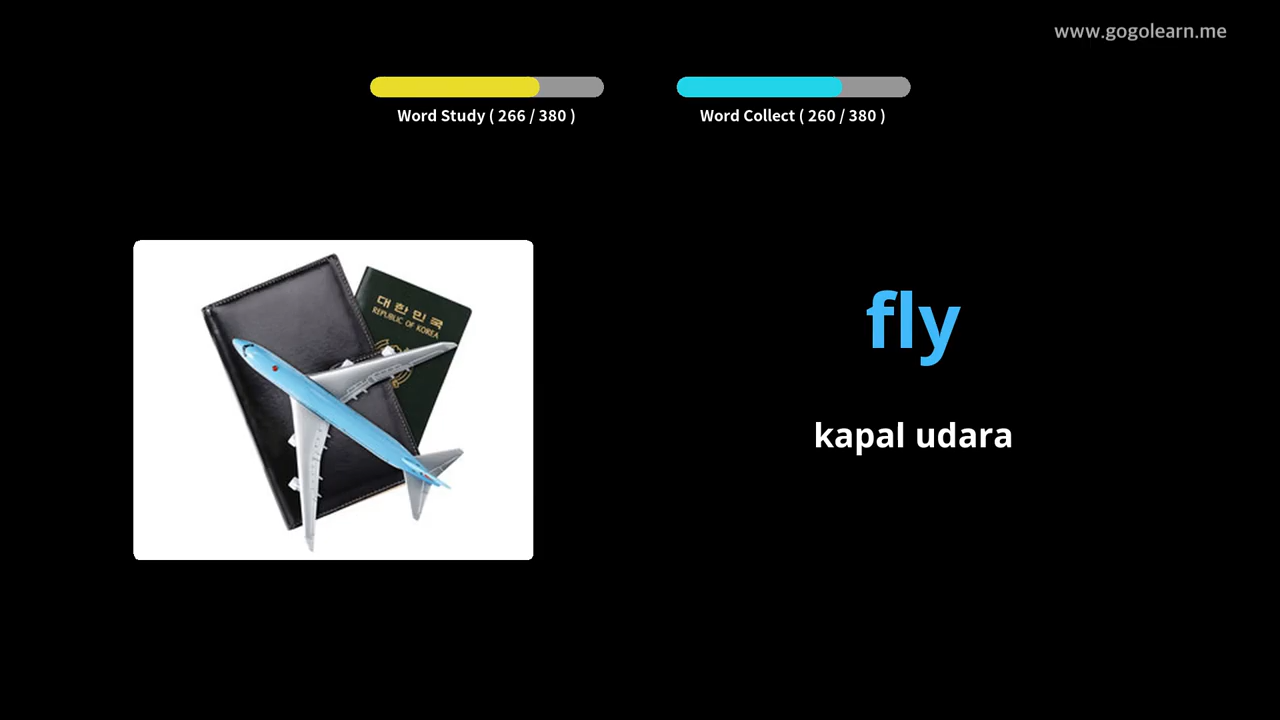 www.gogolearn.me
Word Study ( 266 / 380 )
Word Collect ( 260 / 380 )
대한민국
REPUBLIC OF KOREA
fly
kapal udara